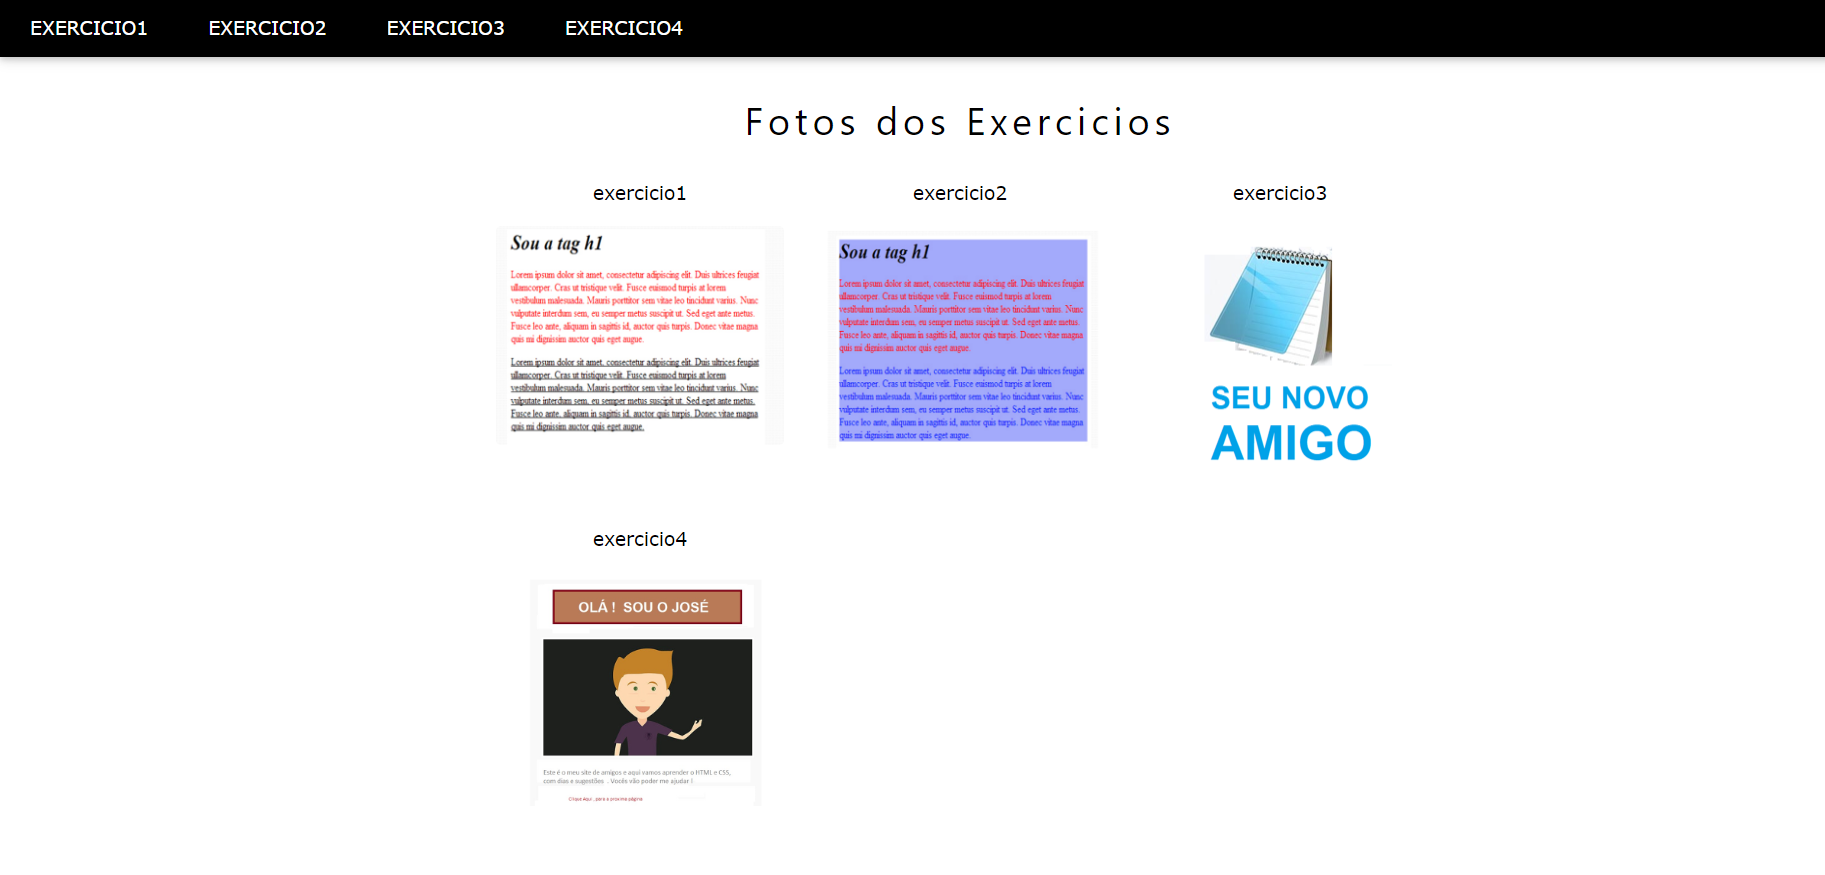 EXERCICIO1 EXERCICIO2 EXERCICIO3 EXERCICIO4
Fotos dos Exercicios
exercicio1
Sou a tag h1
Lorem ipsum dolor sit amet, consectetur adipiscing elit. Duis ultrices feugiat
ullamcorper. Cras ut tristique velit. Fusce euismod turpis at lorem
vestibulum malesuada. Mauris porttitor sem vitae leo tincidunt varius. Nunc
vulputate interdum sem, eu semper metus suscipit ut. Sed eget ante metus.
Fusce leo ante, aliquam in sagittis id, auctor quis turpis. Donec vitae magna
quis mi dignissim auctor quis eget augue.
Lorem ipsum dolor sit amet, consectetur adipiscing elit. Duis ultrices feugiat
ullamcorper. Cras ut tristique velit. Fusce euismod turpis at lorem
vestibulum malesuada. Mauris porttitor sem vitae leo tincidunt varius. Nunc
vulputate interdum sem, eu semper metus suscipit ut. Sed eget ante metus.
Fusce leo ante, aliquam in sagittis id, auctor quis turpis. Donec vitae magna
quis mi dignissim auctor quis eget augue.
exercicio2
Sou a tag h1
Lorem ipsum dolor sit amet, consectetur adipiscing elit. Duis ultrices feugiat
ullamcorper. Cras ut tristique velit. Fusce euismod turpis at lorem
vestibulum malesuada. Mauris porttitor sem vitae leo tincidunt varius. Nunc
vulputate interdum sem, eu semper metus suscipit ut. Sed eget ante metus.
Fusce leo ante, aliquam in sagittis id, auctor quis turpis. Donec vitae magna
quis mi dignissim auctor quis eget augue.
Lorem ipsum dolor sit amet, consectetur adipiscing elit. Duis ultrices feugiat
ullamcorper. Cras ut tristique velit. Fusce euismod turpis at lorem
vestibulum malesuada. Mauris porttitor sem vitae leo tincidunt varius. Nunc
vulputate interdum sem, eu semper metus suscipit ut. Sed eget ante metus.
Fusce leo ante, aliquam in sagittis id, auctor quis turpis. Donec vitae magna
quis mi dignissim auctor quis eget augue.
exercicio3
SEU NOVO
AMIGO
exercicio4
OLÁ ! SOU O JOSÉ
Este é o meu site de amigos e aqui vamos aprender o HTML e CSS,
com dias e sugestões . Vocês vão poder me ajudar !
Clique Aqui , para a proxima página